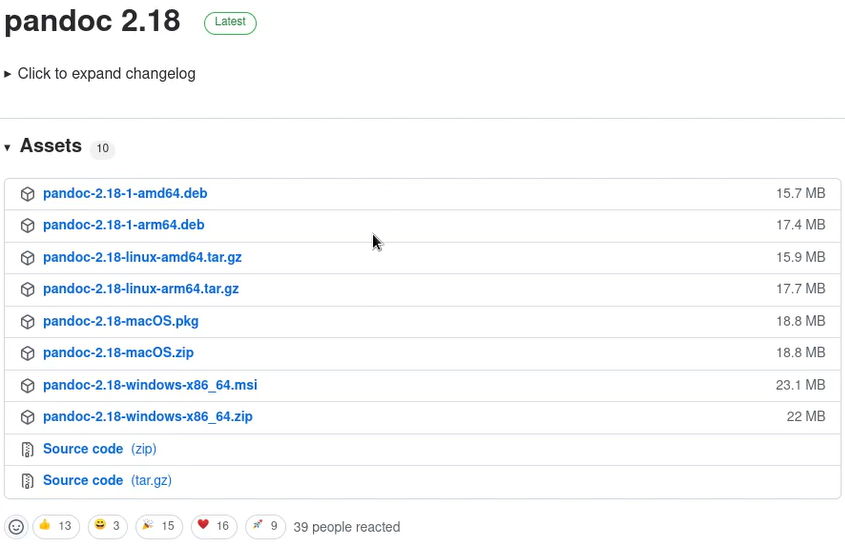 pandoc 2.18 Latest
Click to expand changelog
Assets 10
pandoc-2.18-1-amd64.deb 15.7 MB
pandoc-2.18-1-arm64.deb 17.4 MB
pandoc-2.18-linux-amd64.tar.gz 15.9 MB
pandoc-2.18-linux-arm64.tar.gz 17.7 MB
pandoc-2.18-macOS.pkg 18.8 MB
pandoc-2.18-macOS.zip 18.8 MB
pandoc-2.18-windows-x86_64.msi 23.1 MB
pandoc-2.18-windows-x86_64.zip 22 MB
Source code (zip)
Source code (tar.gz)
13 3 15 16 9 39 people reacted